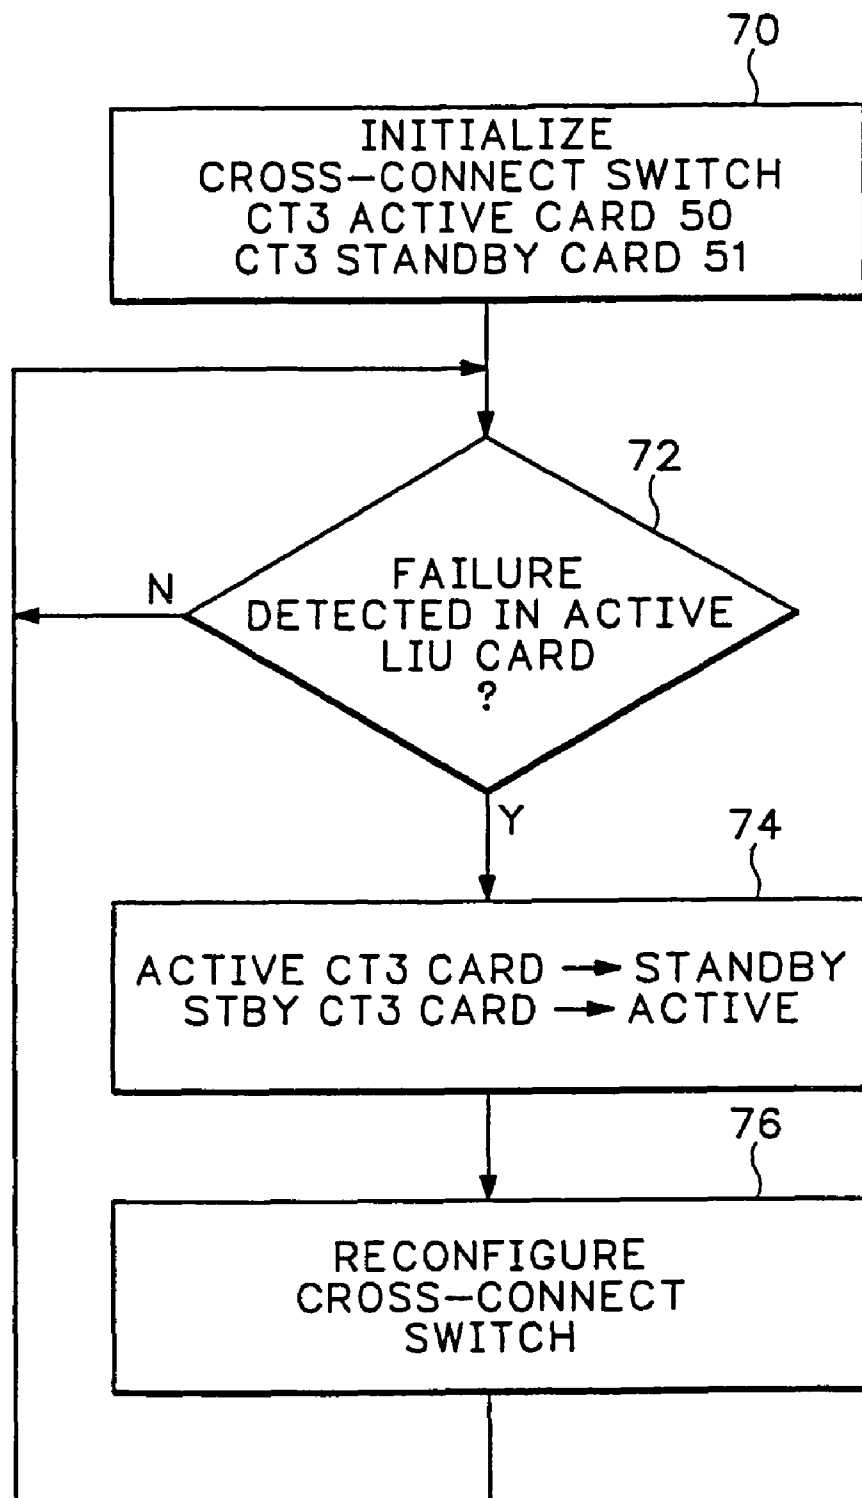 70
INITIALIZE
CROSS-CONNECT SWITCH
CT3 ACTIVE CARD 50
CT3 STANDBY CARD 51
72
N
FAILURE
DETECTED IN ACTIVE
LIU CARD
?
Y
74
ACTIVE CT3 CARD → STANDBY
STBY CT3 CARD → ACTIVE
76
RECONFIGURE
CROSS-CONNECT
SWITCH